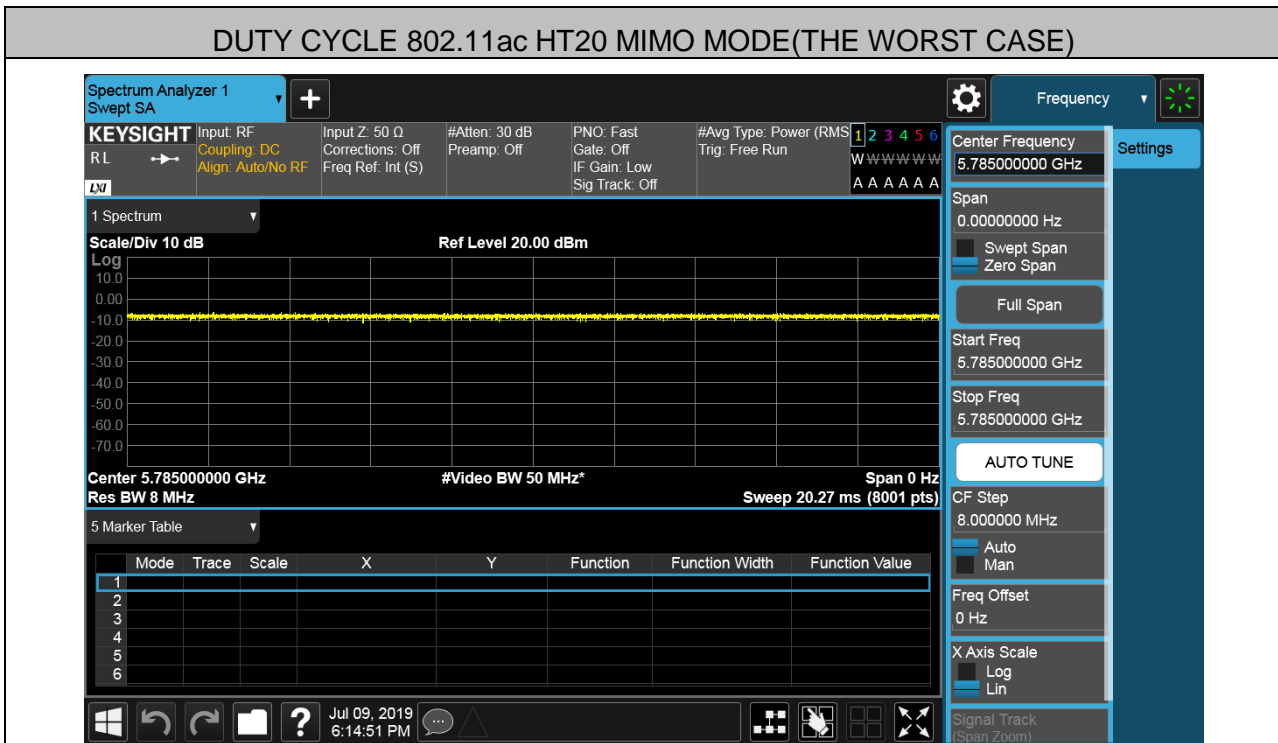 DUTY CYCLE 802.11ac HT20 MIMO MODE(THE WORST CASE)
Spectrum Analyzer 1
Swept SA
Frequency
KEYSIGHT
RL
LXI
Input: RF
Coupling: DC
Align: Auto/No RF
Input Z: 50 Ω
Corrections: Off
Freq Ref: Int (S)
#Atten: 30 dB
Preamp: Off
PNO: Fast
Gate: Off
IF Gain: Low
Sig Track: Off
#Avg Type: Power (RMS
Trig: Free Run
1 2 3 4 5 6
W W W W W W
A A A A A A
1 Spectrum
Scale/Div 10 dB
Ref Level 20.00 dBm
Log
10.0
0.00
-10.0
-20.0
-30.0
-40.0
-50.0
-60.0
-70.0
Center 5.785000000 GHz
#Video BW 50 MHz*
Span 0 Hz
Res BW 8 MHz
Sweep 20.27 ms (8001 pts)
5 Marker Table
Mode Trace Scale X Y Function Function Width Function Value
1
2
3
4
5
6
Jul 09, 2019
6:14:51 PM
Center Frequency
5.785000000 GHz
Settings
Span
0.00000000 Hz
Swept Span
Zero Span
Full Span
Start Freq
5.785000000 GHz
Stop Freq
5.785000000 GHz
AUTO TUNE
CF Step
8.000000 MHz
Auto
Man
Freq Offset
0 Hz
X Axis Scale
Log
Lin
Signal Track
(Span Zoom)